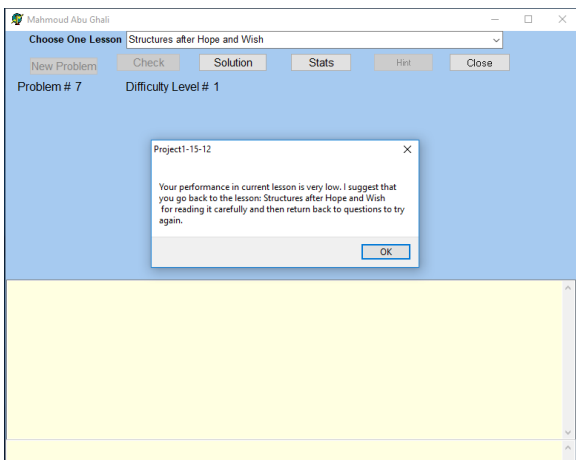 Mahmoud Abu Ghali
Choose One Lesson Structures after Hope and Wish
New Problem Check Solution Stats Hint Close
Problem # 7 Difficulty Level # 1
Project1-15-12
Your performance in current lesson is very low. I suggest that
you go back to the lesson: Structures after Hope and Wish
for reading it carefully and then return back to questions to try
again.
OK